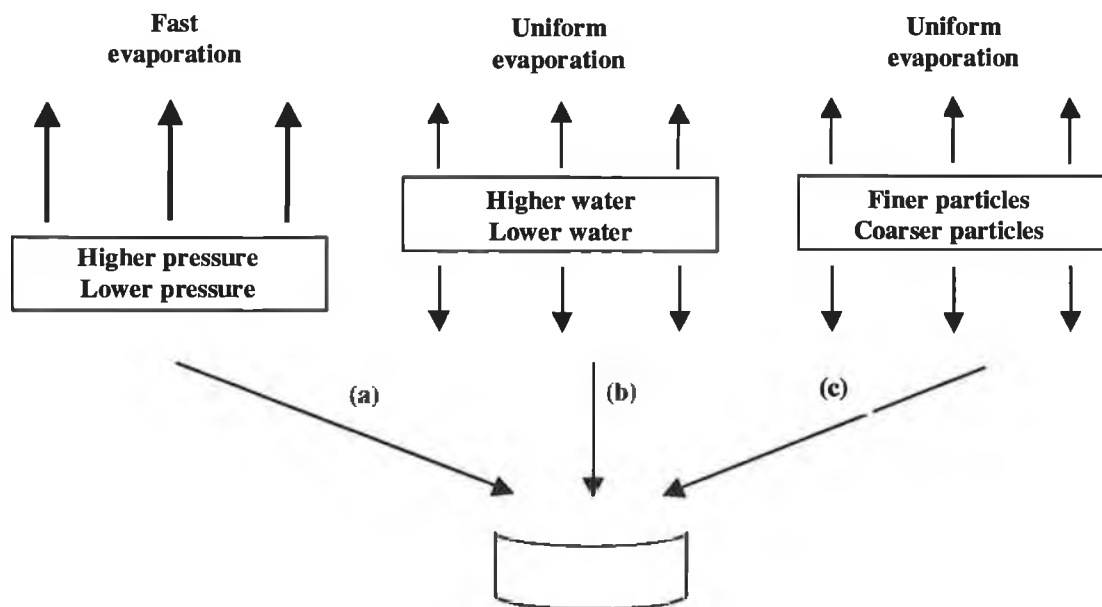 Fast
evaporation
Uniform
evaporation
Uniform
evaporation
Higher pressure
Lower pressure
Higher water
Lower water
Finer particles
Coarser particles
(a)
(b)
(c)